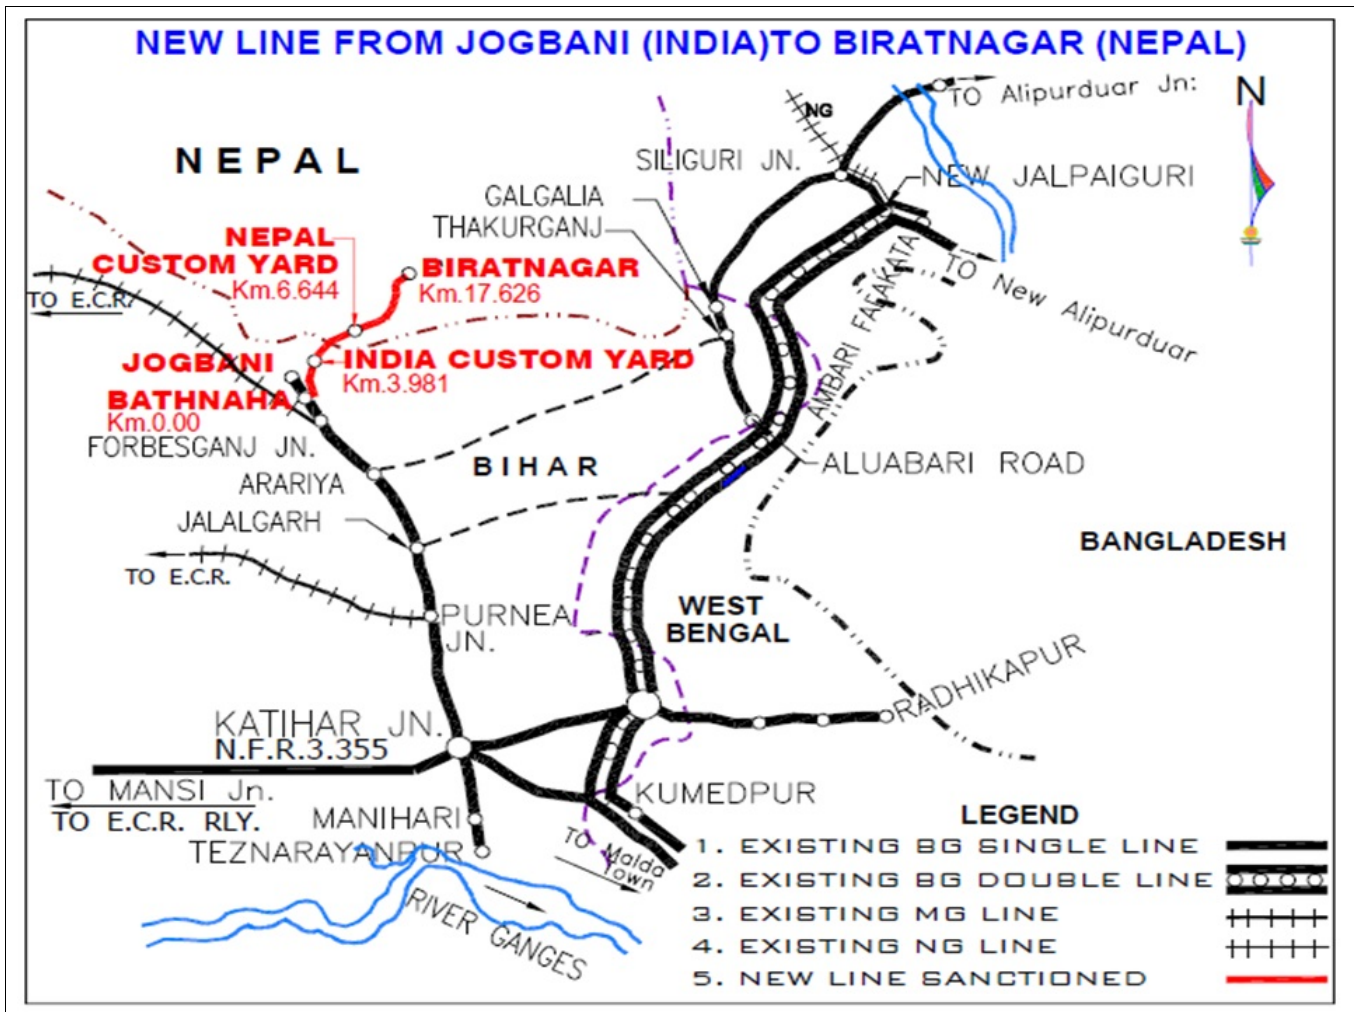 NEW LINE FROM JOGBANI (INDIA)TO BIRATNAGAR (NEPAL)
TO Alipurduar Jn:
N
NG
NEPAL
SILIGURI JN.
NEW JALPAIGURI
GALGALIA
THAKURGANJ
NEPAL
CUSTOM YARD
Km.6.644
BIRATNAGAR
Km.17.626
TO New Alipurduar
TO E.C.R.
AMBARI FALAKATA
JOGBANI
INDIA CUSTOM YARD
Km.3.981
BATHNAHA
Km.0.00
FORBESGANJ JN.
ARARIYA
BIHAR
ALUABARI ROAD
JALALGARH
BANGLADESH
TO E.C.R.
PURNEA
JN.
WEST
BENGAL
RADHIKAPUR
KATIHAR JN.
N.F.R.3.355
TO MANSI Jn.
TO E.C.R. RLY.
KUMEDPUR
MANIHARI
TEZNARAYANPUR
TO Malda
Town
RIVER GANGES
LEGEND
1. EXISTING BG SINGLE LINE
2. EXISTING BG DOUBLE LINE
3. EXISTING MG LINE
4. EXISTING NG LINE
5. NEW LINE SANCTIONED